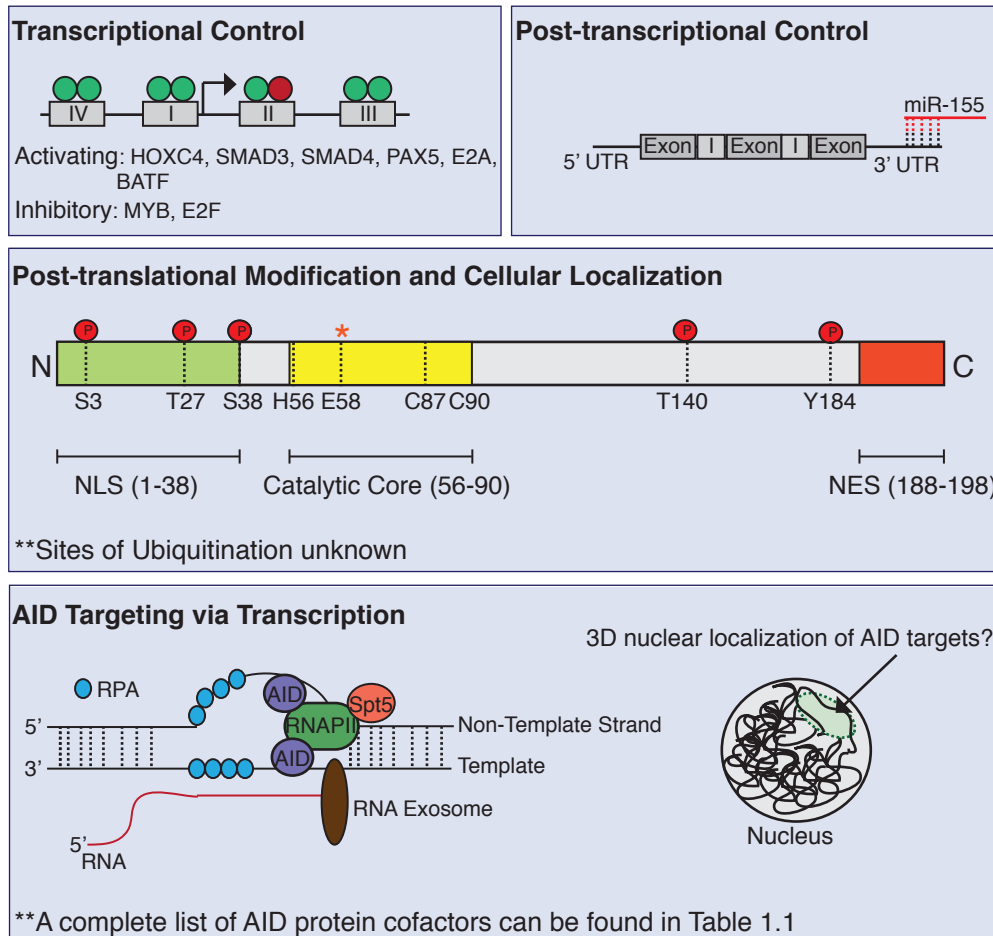 Transcriptional Control
IV
I
II
III
Activating: HOXC4, SMAD3, SMAD4, PAX5, E2A,
BATF
Inhibitory: MYB, E2F
Post-transcriptional Control
miR-155
5' UTR
Exon
I
Exon
I
Exon
3' UTR
Post-translational Modification and Cellular Localization
P
P
P
*
P
P
N
C
S3
T27
S38
H56
E58
C87
C90
T140
Y184
NLS (1-38)
Catalytic Core (56-90)
NES (188-198)
**Sites of Ubiquitination unknown
AID Targeting via Transcription
RPA
AID
Spt5
RNAPII
AID
5'
Non-Template Strand
3'
Template
RNA Exosome
5'
RNA
3D nuclear localization of AID targets?
Nucleus
**A complete list of AID protein cofactors can be found in Table 1.1